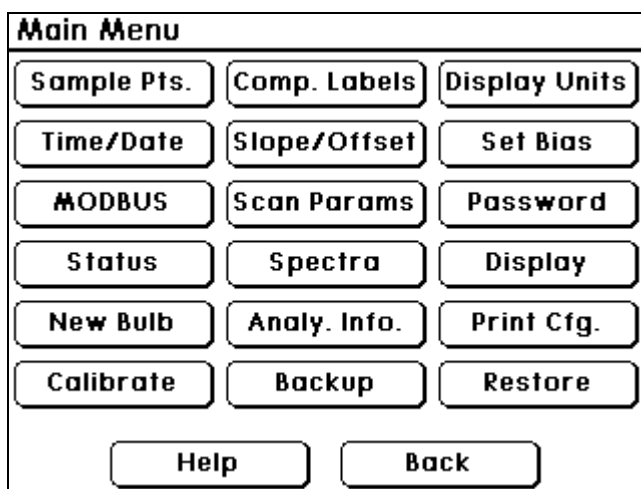 Main Menu
Sample Pts. Comp. Labels Display Units
Time/Date Slope/Offset Set Bias
MODBUS Scan Params Password
Status Spectra Display
New Bulb Analy. Info. Print Cfg.
Calibrate Backup Restore
Help Back